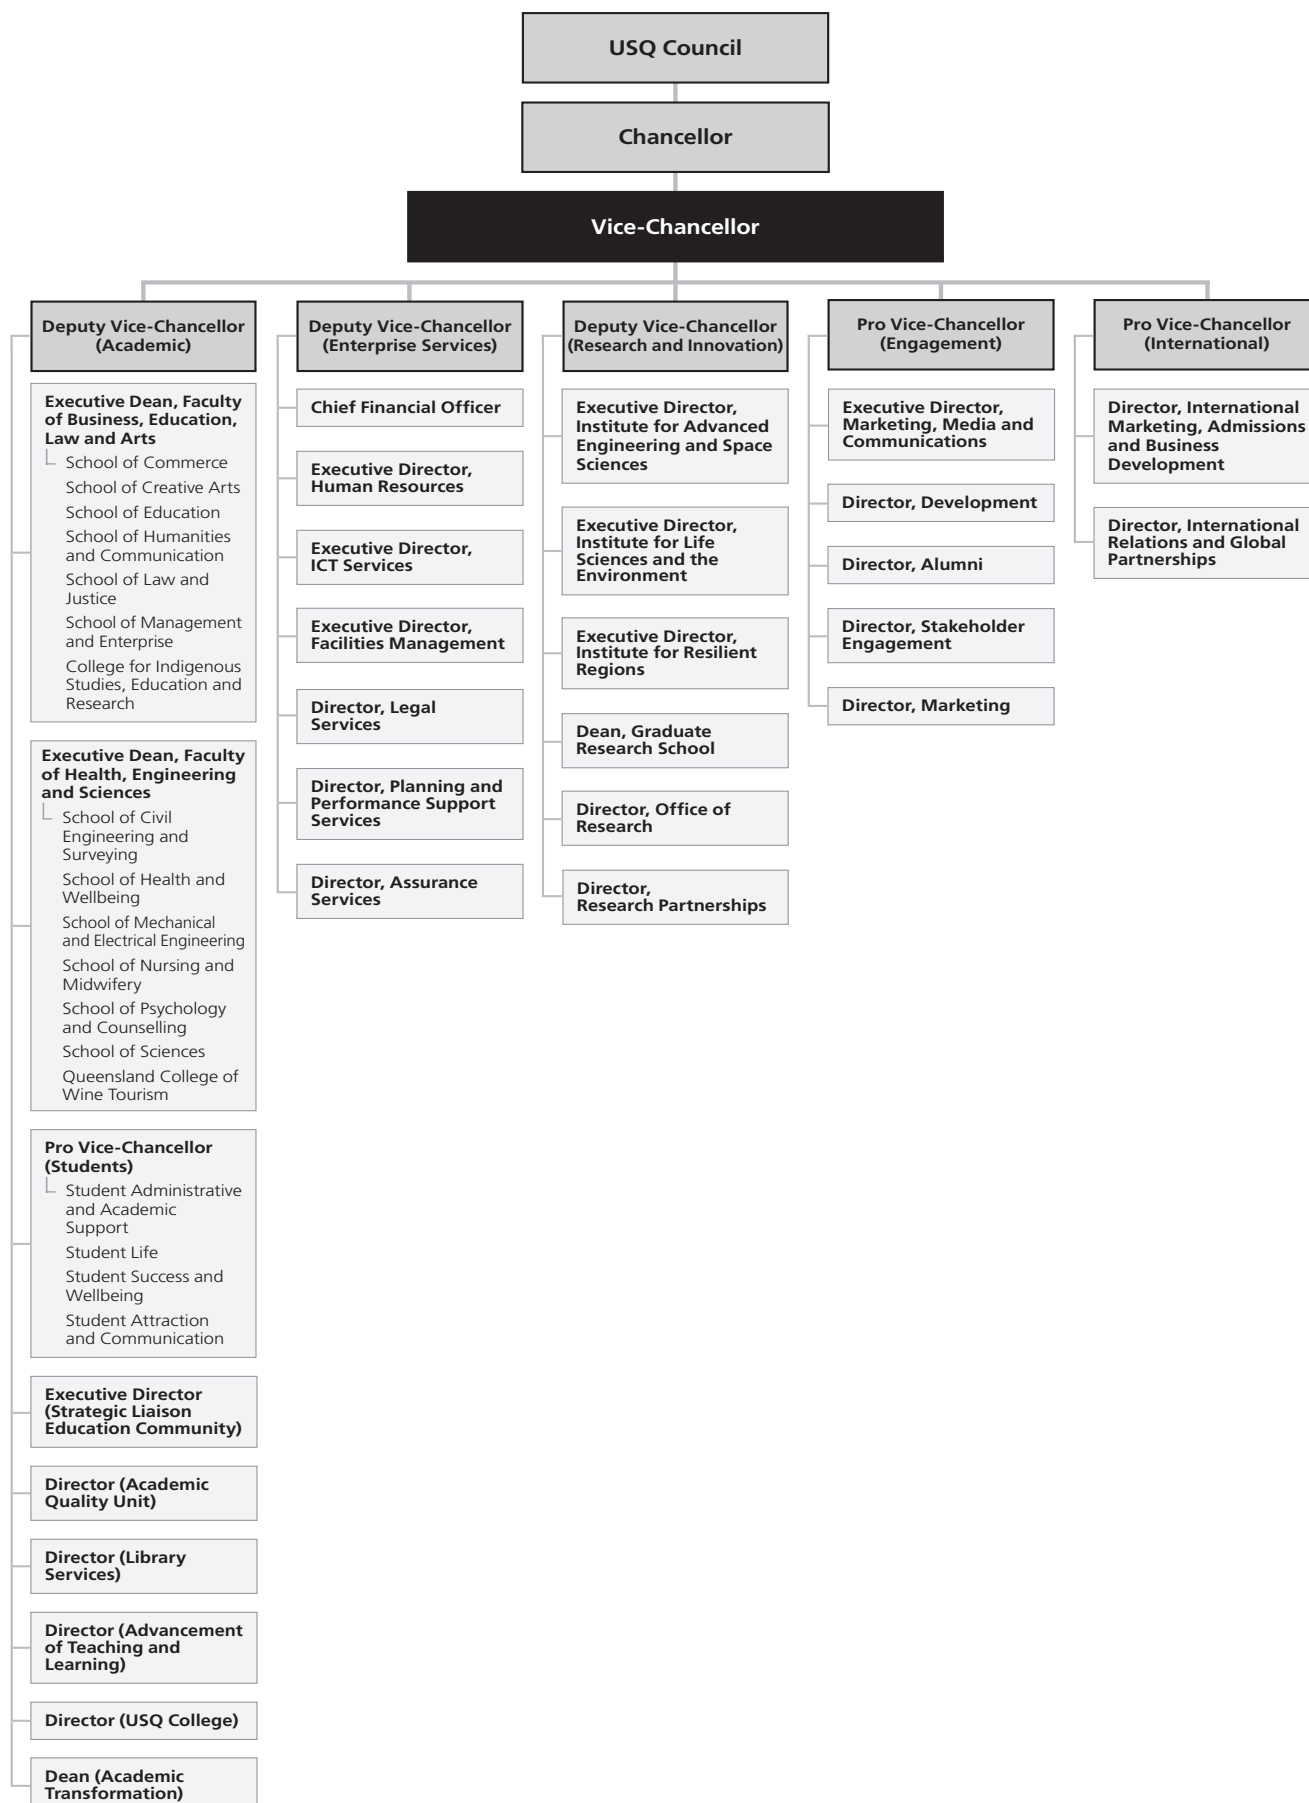 USQ Council
Chancellor
Vice-Chancellor
Deputy Vice-Chancellor
(Academic)
Executive Dean, Faculty
of Business, Education,
Law and Arts
School of Commerce
School of Creative Arts
School of Education
School of Humanities
and Communication
School of Law and
Justice
School of Management
and Enterprise
College for Indigenous
Studies, Education and
Research
Executive Dean, Faculty
of Health, Engineering
and Sciences
School of Civil
Engineering and
Surveying
School of Health and
Wellbeing
School of Mechanical
and Electrical Engineering
School of Nursing and
Midwifery
School of Psychology
and Counselling
School of Sciences
Queensland College of
Wine Tourism
Pro Vice-Chancellor
(Students)
Student Administrative
and Academic
Support
Student Life
Student Success and
Wellbeing
Student Attraction
and Communication
Executive Director
(Strategic Liaison
Education Community)
Director (Academic
Quality Unit)
Director (Library
Services)
Director (Advancement
of Teaching and
Learning)
Director (USQ College)
Dean (Academic
Transformation)
Deputy Vice-Chancellor
(Enterprise Services)
Chief Financial Officer
Executive Director,
Human Resources
Executive Director,
ICT Services
Executive Director,
Facilities Management
Director, Legal
Services
Director, Planning and
Performance Support
Services
Director, Assurance
Services
Deputy Vice-Chancellor
(Research and Innovation)
Executive Director,
Institute for Advanced
Engineering and Space
Sciences
Executive Director,
Institute for Life
Sciences and the
Environment
Executive Director,
Institute for Resilient
Regions
Dean, Graduate
Research School
Director, Office of
Research
Director,
Research Partnerships
Pro Vice-Chancellor
(Engagement)
Executive Director,
Marketing, Media and
Communications
Director, Development
Director, Alumni
Director, Stakeholder
Engagement
Director, Marketing
Pro Vice-Chancellor
(International)
Director, International
Marketing, Admissions
and Business
Development
Director, International
Relations and Global
Partnerships